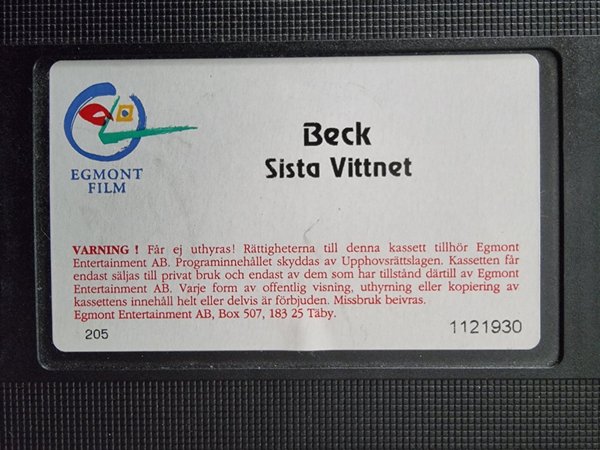 EGMONT
FILM
Beck
Sista Vittnet
VARNING ! Får ej uthyras! Rättigheterna till denna kassett tillhör Egmont
Entertainment AB. Programinnehållet skyddas av Upphovsrättslagen. Kassetten får
endast säljas till privat bruk och endast av dem som har tillstånd därtill av Egmont
Entertainment AB. Varje form av offentlig visning, uthyrning eller kopiering av
kassettens innehåll helt eller delvis är förbjuden. Missbruk beivras.
Egmont Entertainment AB, Box 507, 183 25 Täby.
205
1121930